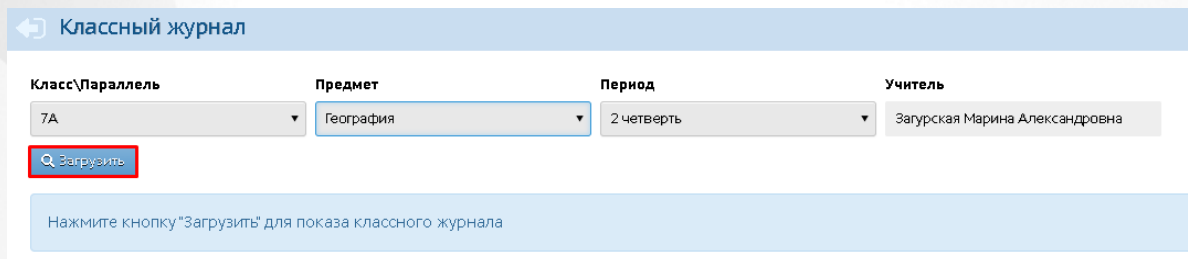 Классный журнал
Класс\Параллель Предмет Период Учитель
7А География 2 четверть Загурская Марина Александровна
Загрузить
Нажмите кнопку "Загрузить" для показа классного журнала